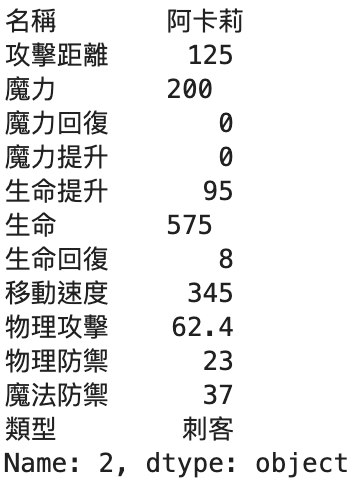 名稱 阿卡莉
攻擊距離 125
魔力 200
魔力回復 0
魔力提升 0
生命提升 95
生命 575
生命回復 8
移動速度 345
物理攻擊 62.4
物理防禦 23
魔法防禦 37
類型 刺客
Name: 2, dtype: object